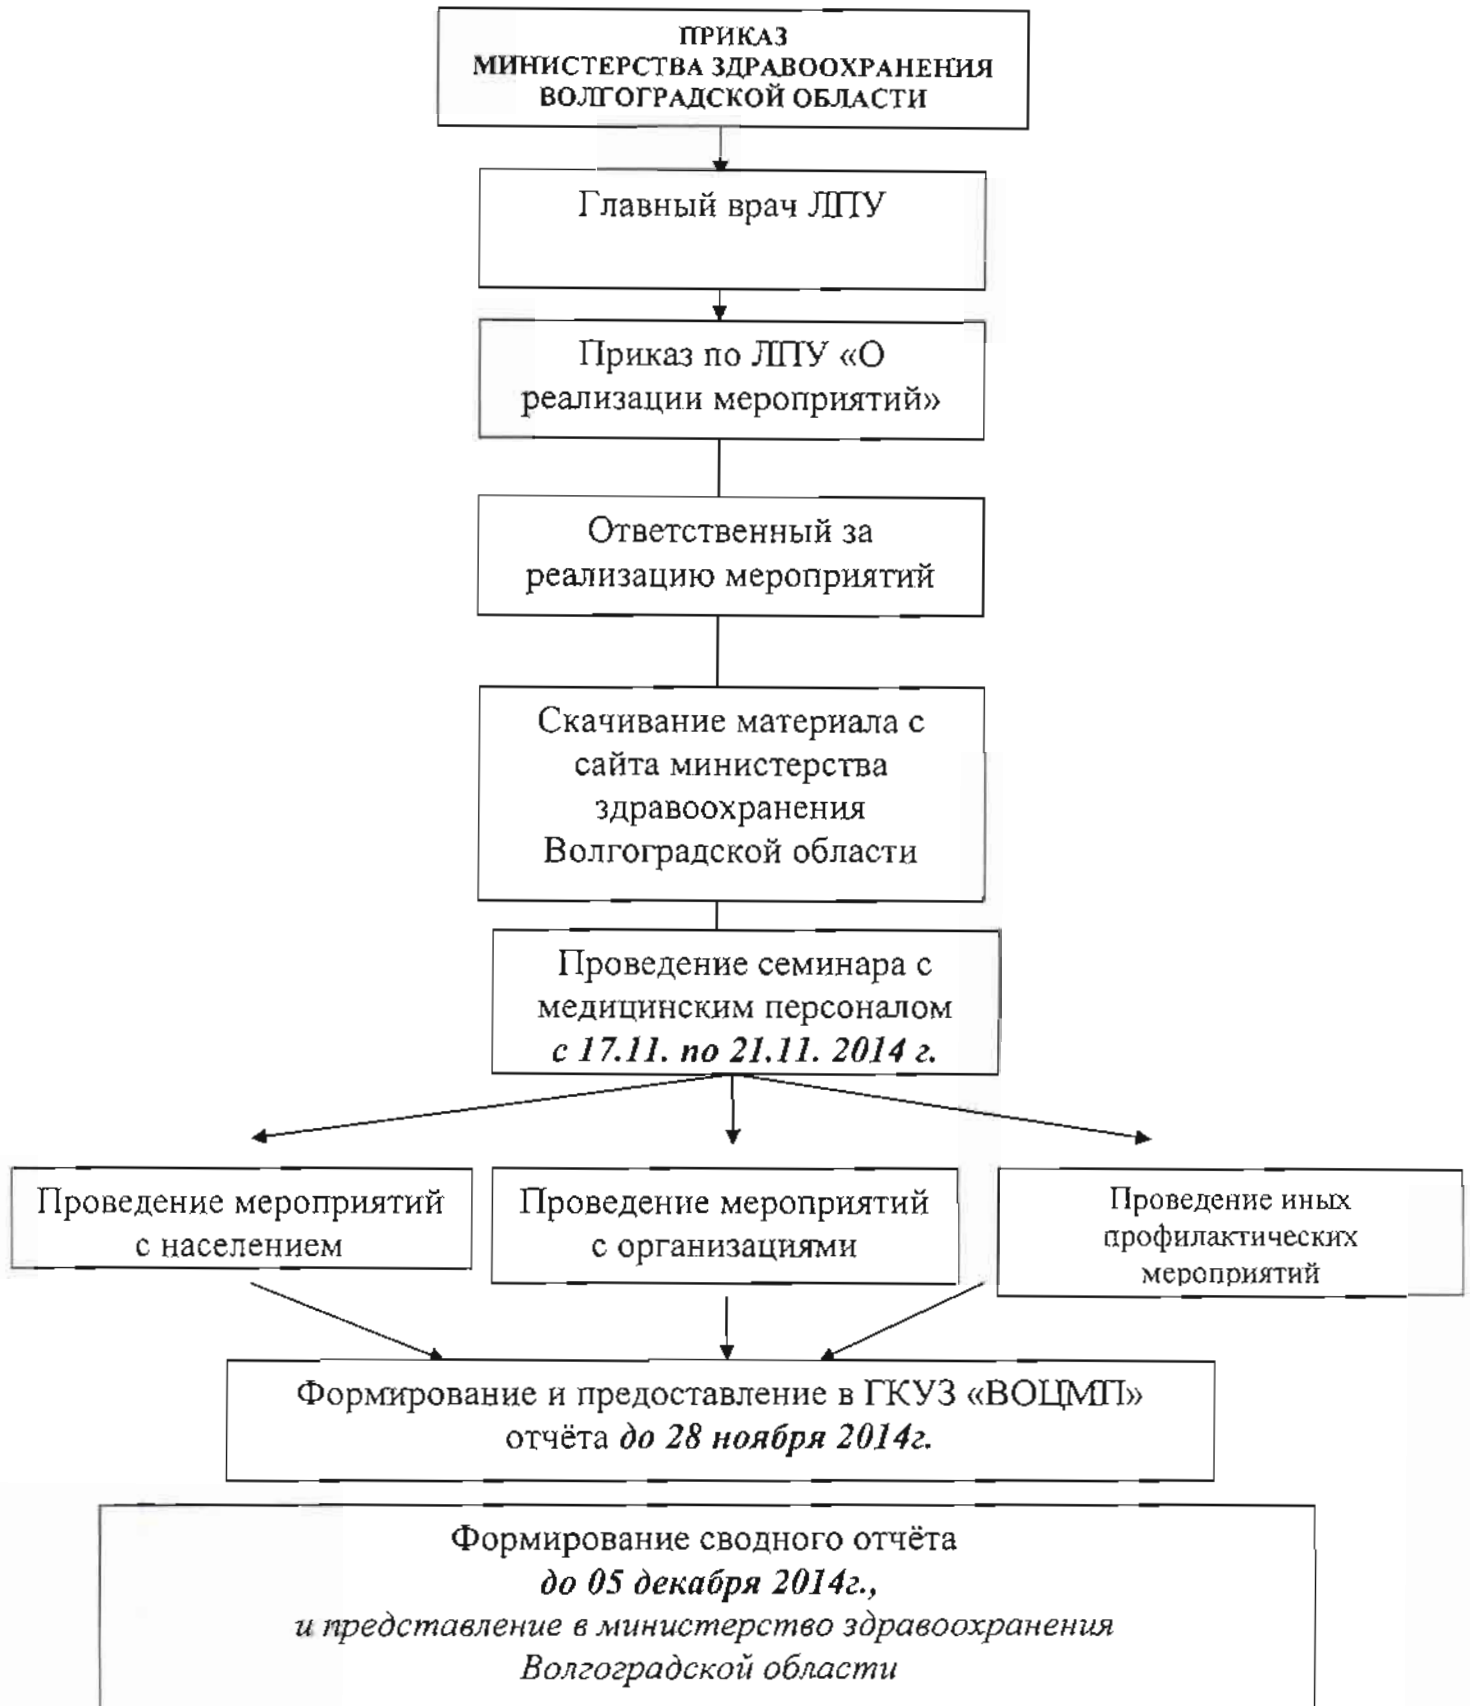 ПРИКАЗ
МИНИСТЕРСТВА ЗДРАВООХРАНЕНИЯ
ВОЛГОГРАДСКОЙ ОБЛАСТИ
Главный врач ЛПУ
Приказ по ЛПУ «О
реализации мероприятий»
Ответственный за
реализацию мероприятий
Скачивание материала с
сайта министерства
здравоохранения
Волгоградской области
Проведение семинара с
медицинским персоналом
с 17.11. по 21.11. 2014 г.
Проведение мероприятий
с населением
Проведение мероприятий
с организациями
Проведение иных
профилактических
мероприятий
Формирование и предоставление в ГКУЗ «ВОЦМП»
отчёта до 28 ноября 2014г.
Формирование сводного отчёта
до 05 декабря 2014г.,
и представление в министерство здравоохранения
Волгоградской области